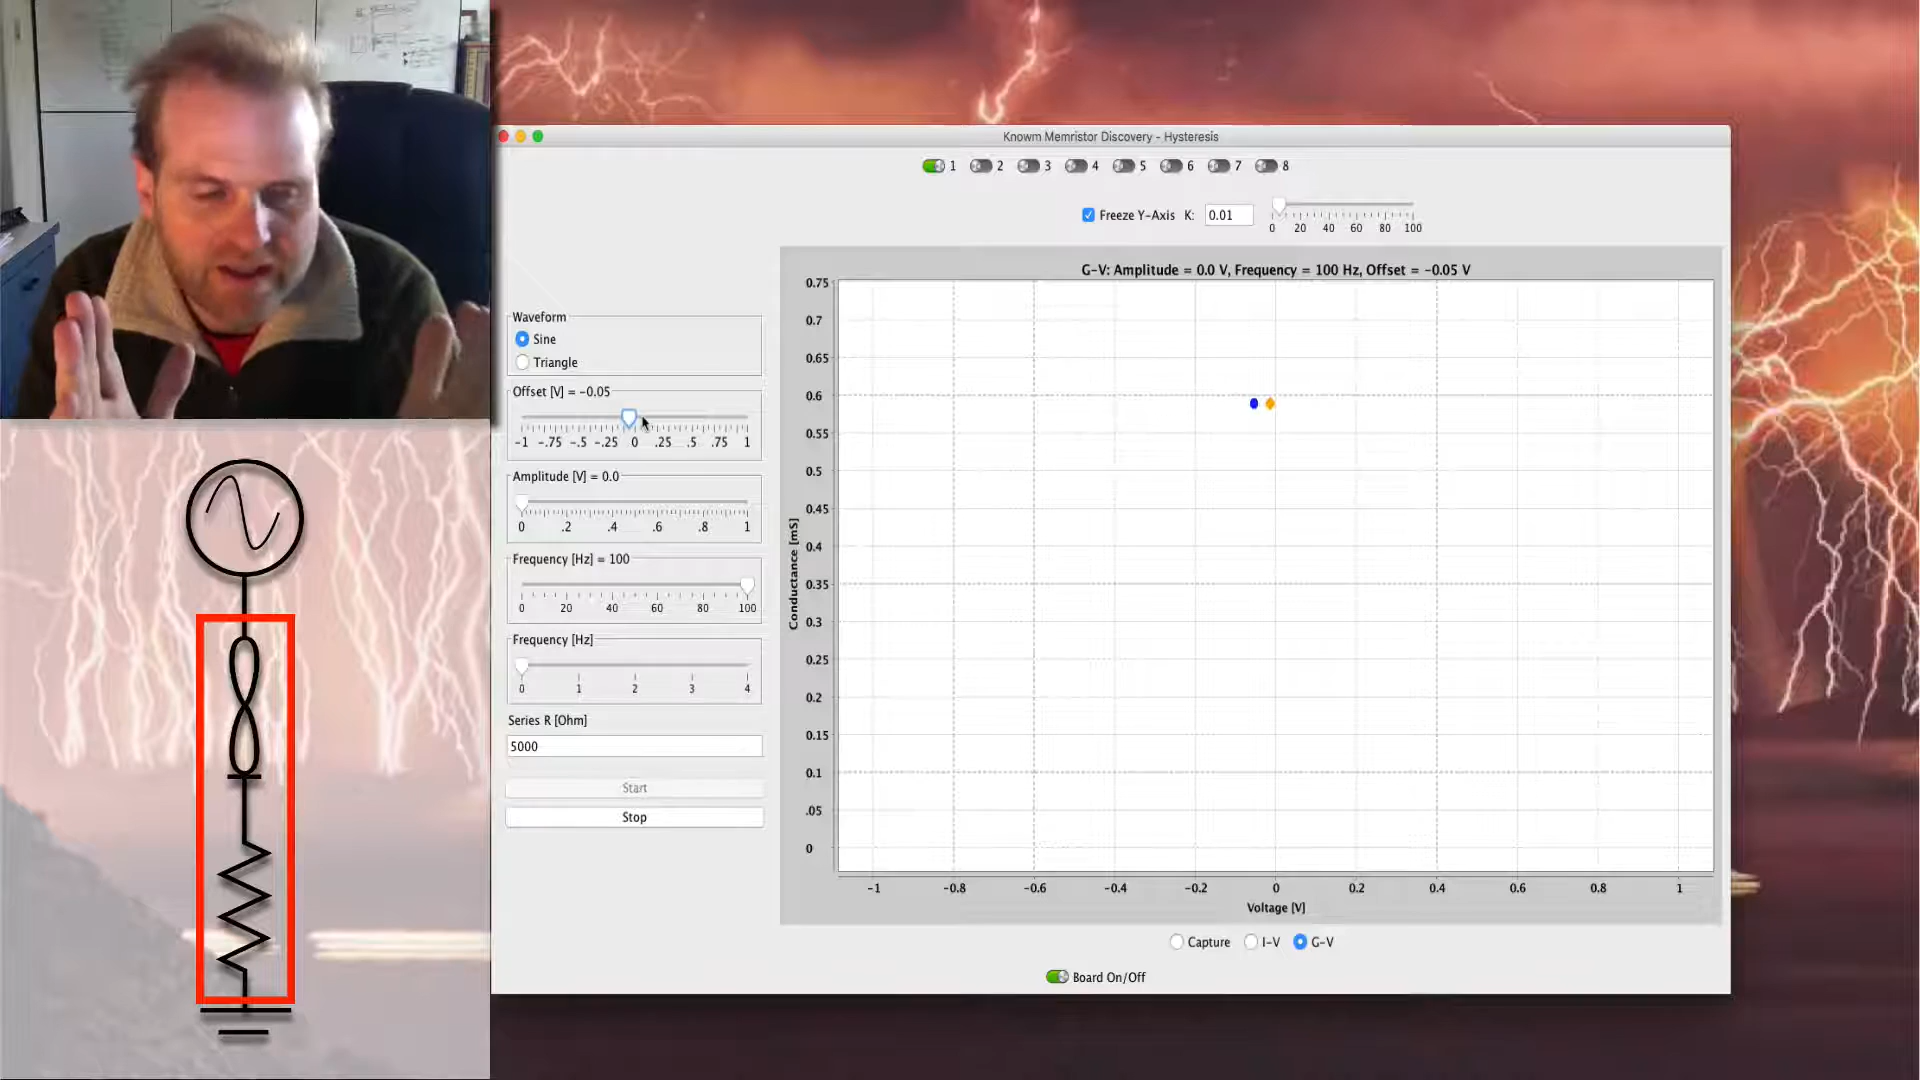 Knowm Memristor Discovery - Hysteresis
1 2 3 4 5 6 7 8
Freeze Y-Axis K: 0.01
0 20 40 60 80 100
Waveform
Sine
Triangle
Offset [V] = -0.05
-1 -.75 -.5 -.25 0 .25 .5 .75 1
Amplitude [V] = 0.0
0 .2 .4 .6 .8 1
Frequency [Hz] = 100
0 20 40 60 80 100
Frequency [Hz]
0 1 2 3 4
Series R [Ohm]
5000
Start
Stop
G-V: Amplitude = 0.0 V, Frequency = 100 Hz, Offset = -0.05 V
0.75
0.7
0.65
0.6
0.55
0.5
0.45
0.4
0.35
0.3
0.25
0.2
0.15
0.1
.05
0
Conductance [mS]
-1 -0.8 -0.6 -0.4 -0.2 0 0.2 0.4 0.6 0.8 1
Voltage [V]
Capture I-V G-V
Board On/Off